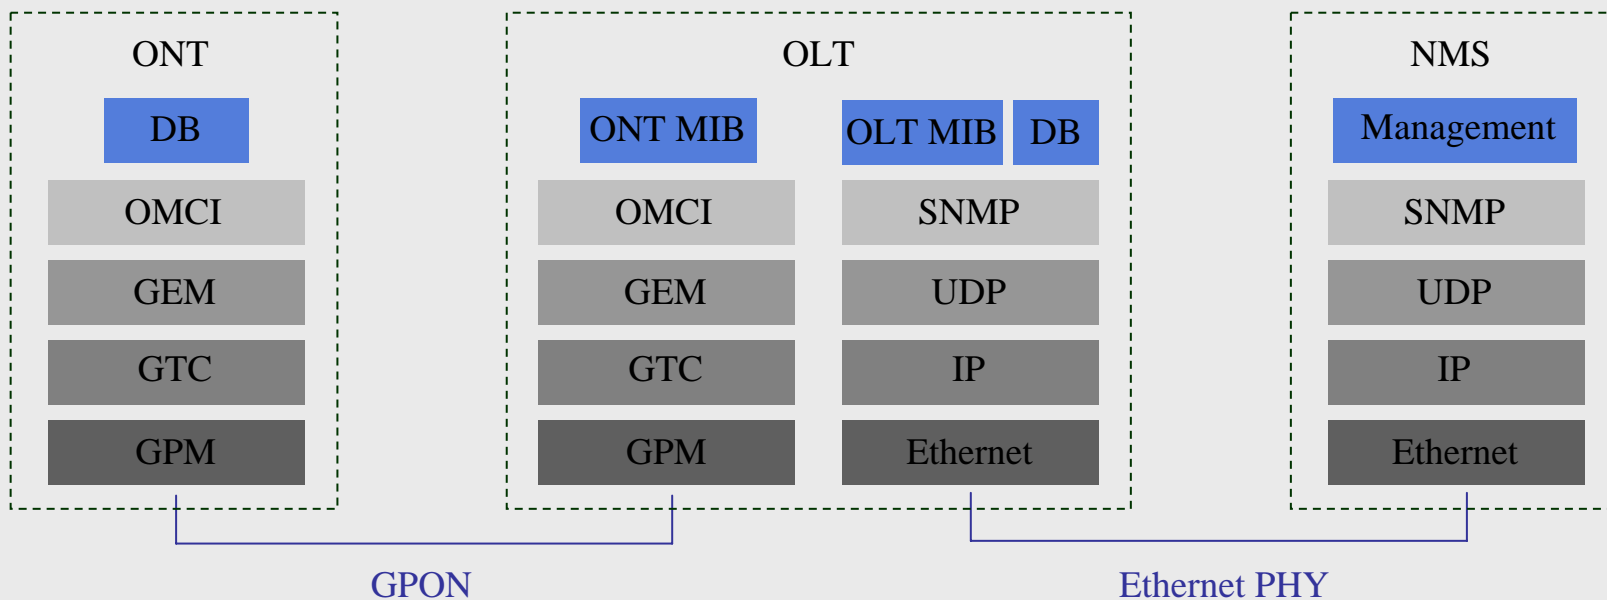 ONT
DB
OMCI
GEM
GTC
GPM
OLT
ONT MIB
OMCI
GEM
GTC
GPM
OLT MIB
DB
SNMP
UDP
IP
Ethernet
NMS
Management
SNMP
UDP
IP
Ethernet
GPON
Ethernet PHY